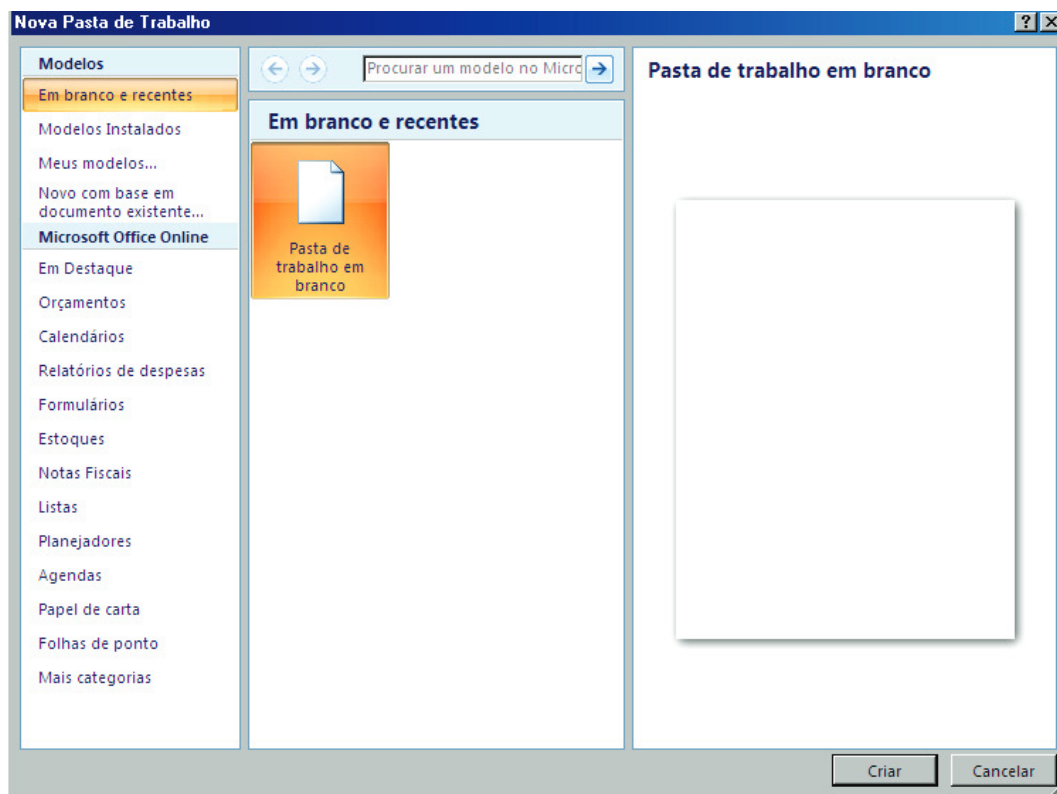 Nova Pasta de Trabalho
Modelos
Em branco e recentes
Modelos Instalados
Meus modelos...
Novo com base em
documento existente...
Microsoft Office Online
Em Destaque
Orçamentos
Calendários
Relatórios de despesas
Formulários
Estoques
Notas Fiscais
Listas
Planejadores
Agendas
Papel de carta
Folhas de ponto
Mais categorias
Procurar um modelo no Micro
Em branco e recentes
Pasta de
trabalho em
branco
Pasta de trabalho em branco
Criar
Cancelar